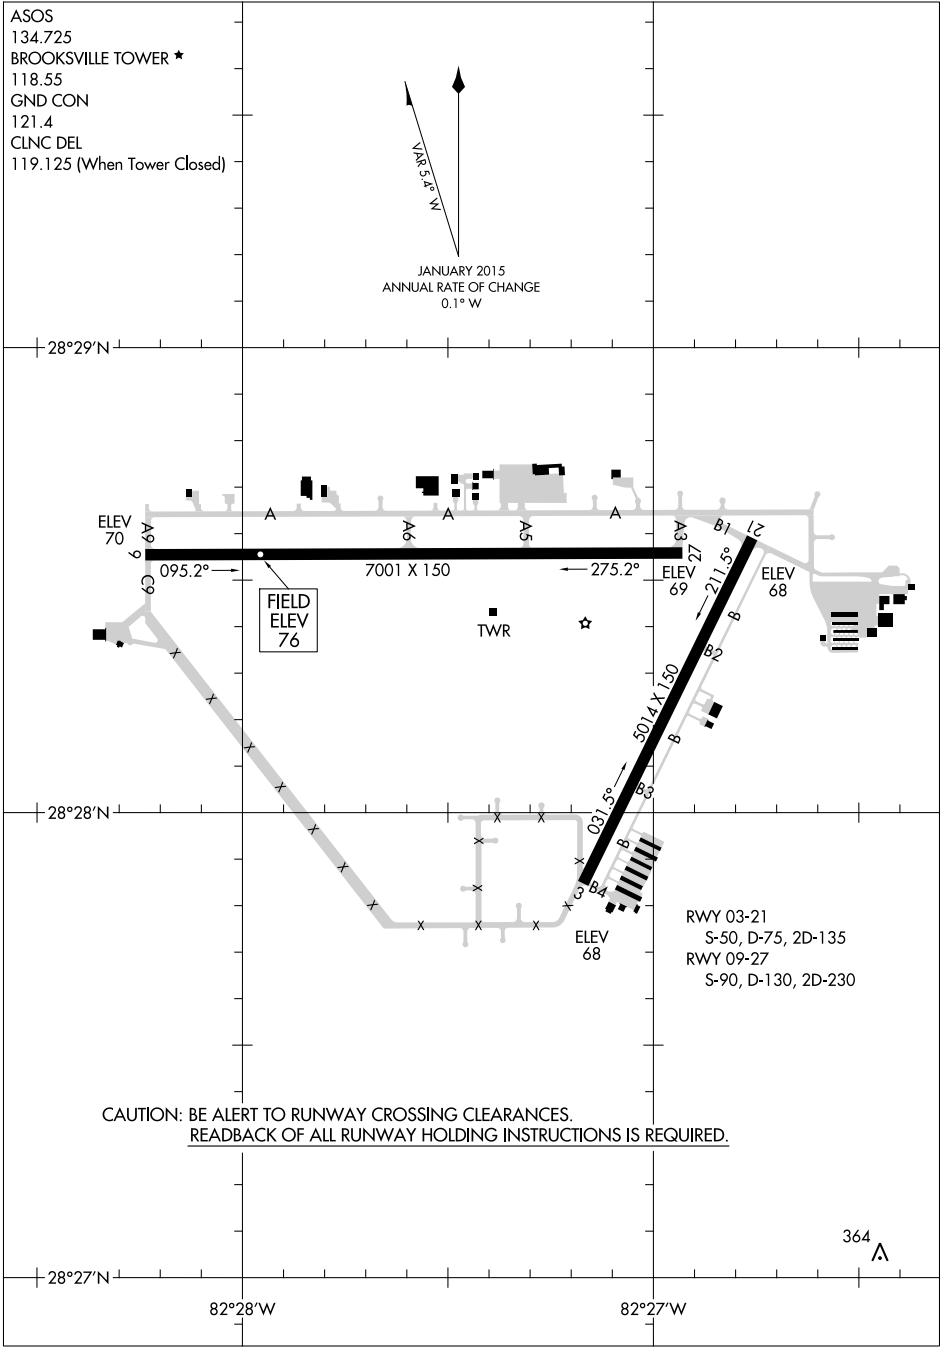 ASOS
134.725
BROOKSVILLE TOWER ★
118.55
GND CON
121.4
CLNC DEL
119.125 (When Tower Closed)
VAR 5.4° W
JANUARY 2015
ANNUAL RATE OF CHANGE
0.1° W
28°29'N
A
A
A
ELEV
70
A9
A6
A5
A3
B1
21
9
27
C9
095.2°
7001 X 150
275.2°
ELEV
69
211.5°
ELEV
68
FIELD
ELEV
76
TWR
B
B2
5014 X 150
B
X
X
X
X
X
X
X
031.5°
B3
28°28'N
X
X
X
X
X
B
3
B4
X
X
X
X
ELEV
68
RWY 03-21
S-50, D-75, 2D-135
RWY 09-27
S-90, D-130, 2D-230
CAUTION: BE ALERT TO RUNWAY CROSSING CLEARANCES.
READBACK OF ALL RUNWAY HOLDING INSTRUCTIONS IS REQUIRED.
364
28°27'N
82°28'W
82°27'W